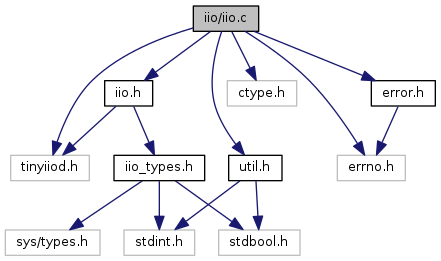 iio/iio.c
iio.h
ctype.h
error.h
tinyiiod.h
iio_types.h
util.h
errno.h
sys/types.h
stdint.h
stdbool.h